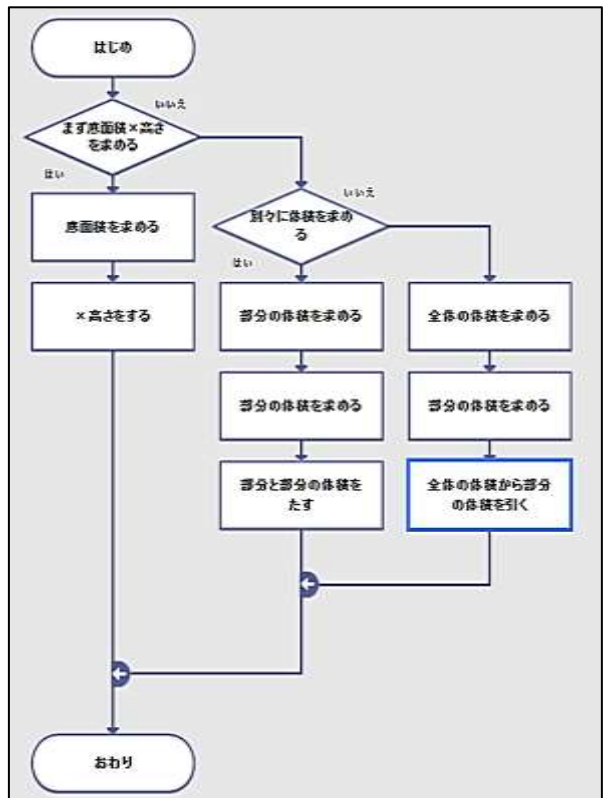 はじめ
いいえ
まず底面積×高さ
を求める
はい
底面積を求める
×高さをする
いいえ
別々に体積を求め
る
はい
部分の体積を求める
部分の体積を求める
部分と部分の体積を
たす
全体の体積を求める
部分の体積を求める
全体の体積から部分
の体積を引く
おわり